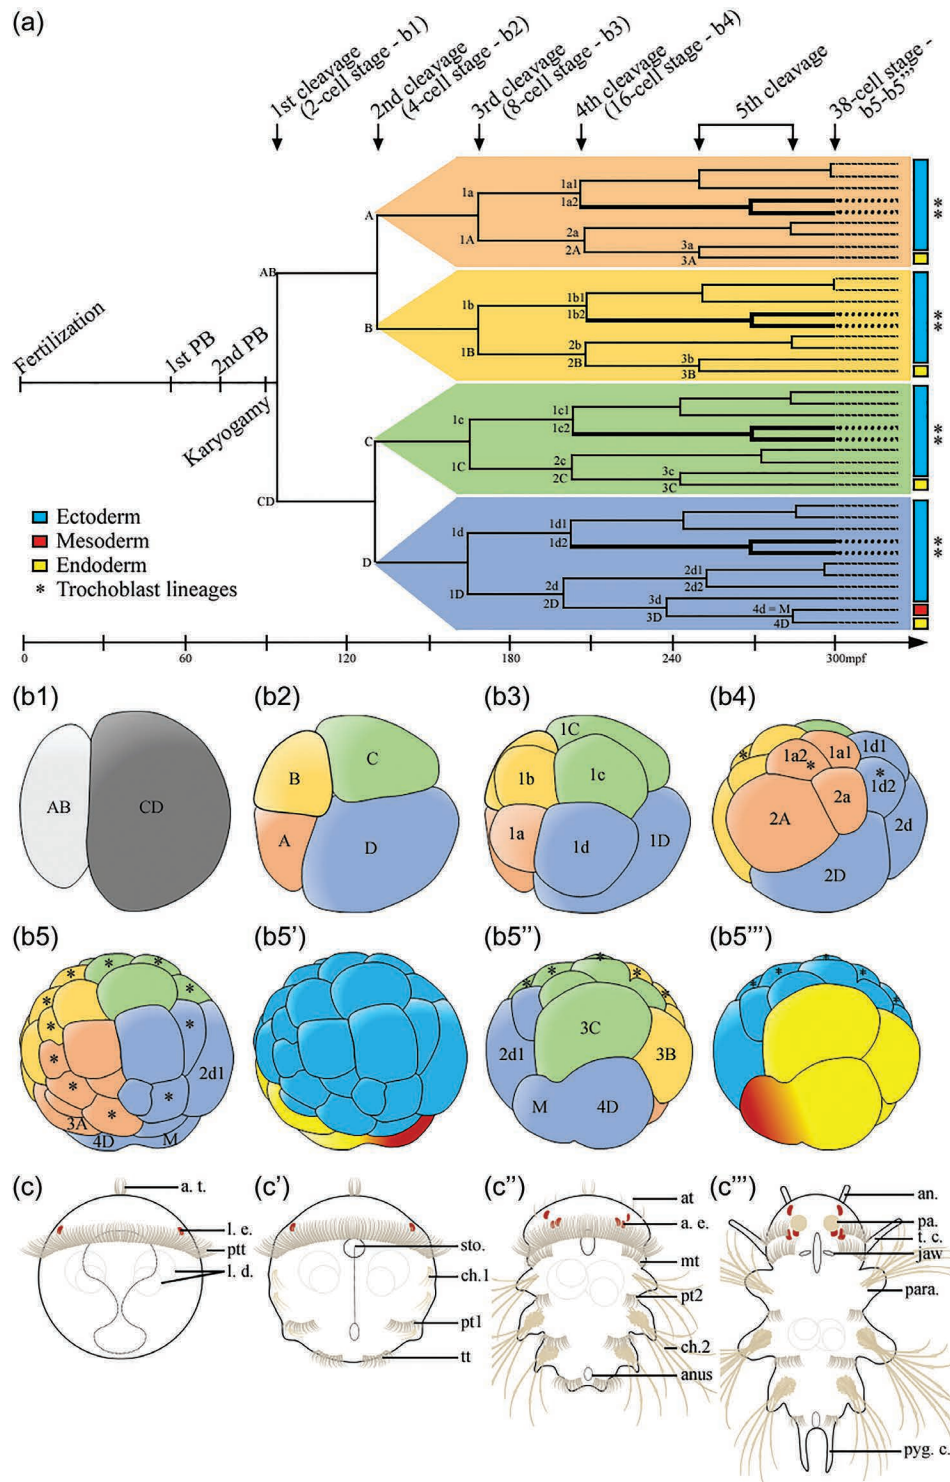 (a)
1st cleavage
(2-cell stage - b1)
2nd cleavage
(4-cell stage - b2)
3rd cleavage
(8-cell stage - b3)
4th cleavage
(16-cell stage - b4)
5th cleavage
38-cell stage -
b5-b5'''
Fertilization
1st PB
2nd PB
Karyogamy
AB
CD
A
1a
1A
1a1
1a2
2a
2A
3a
3A
*
*
B
1b
1B
1b1
1b2
2b
2B
3b
3B
*
*
C
1c
1C
1c1
1c2
2c
2C
3c
3C
*
*
D
1d
1D
1d1
1d2
2d
2D
2d1
2d2
3d
3D
4d = M
4D
*
*
Ectoderm
Mesoderm
Endoderm
* Trochoblast lineages
0 60 120 180 240 300mpf
(b1)
AB CD
(b2)
B C
A D
(b3)
1C
1b 1c
1a 1d 1D
(b4)
* 1a2 * 1a1 1d1
* 1d2
2A 2a 2d
2D
(b5)
* * * * * * * * * * *
2d1
3A
4D M
(b5')
(b5'')
* * * * *
2d1 3C 3B
M 4D
(b5''')
* * * *
(c)
a. t.
l. e.
ptt
l. d.
(c')
sto.
ch.1
pt1
tt
(c'')
at
a. e.
mt
pt2
ch.2
anus
(c''')
an.
pa.
t. c.
jaw
para.
pyg. c.